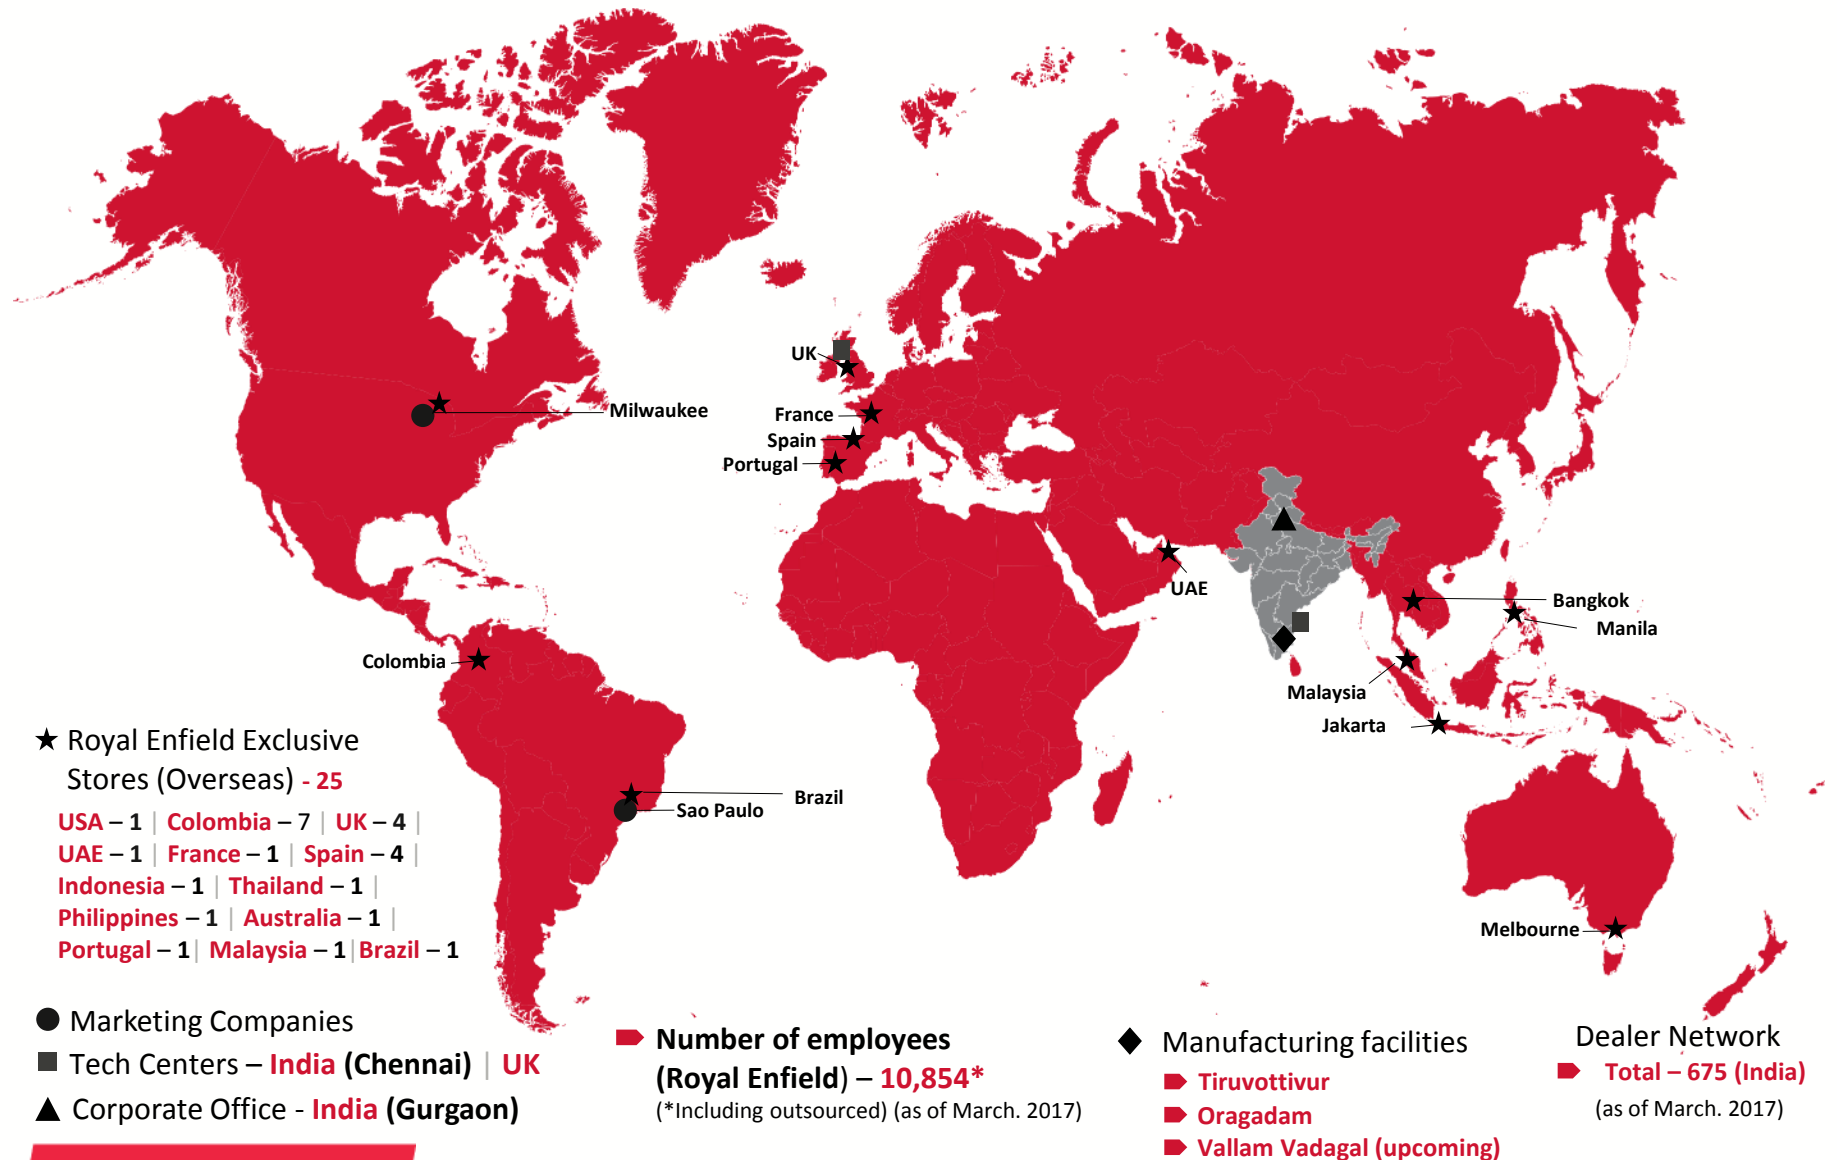 UK
Milwaukee
France
Spain
Portugal
UAE
Bangkok
Manila
Colombia
Malaysia
Jakarta
Brazil
Sao Paulo
Melbourne
Royal Enfield Exclusive
Stores (Overseas) - 25
USA – 1 | Colombia – 7 | UK – 4 |
UAE – 1 | France – 1 | Spain – 4 |
Indonesia – 1 | Thailand – 1 |
Philippines – 1 | Australia – 1 |
Portugal – 1 | Malaysia – 1 | Brazil – 1
Marketing Companies
Tech Centers – India (Chennai) | UK
Corporate Office - India (Gurgaon)
Number of employees
(Royal Enfield) – 10,854*
(*Including outsourced) (as of March. 2017)
Manufacturing facilities
Tiruvottivur
Oragadam
Vallam Vadagal (upcoming)
Dealer Network
Total – 675 (India)
(as of March. 2017)